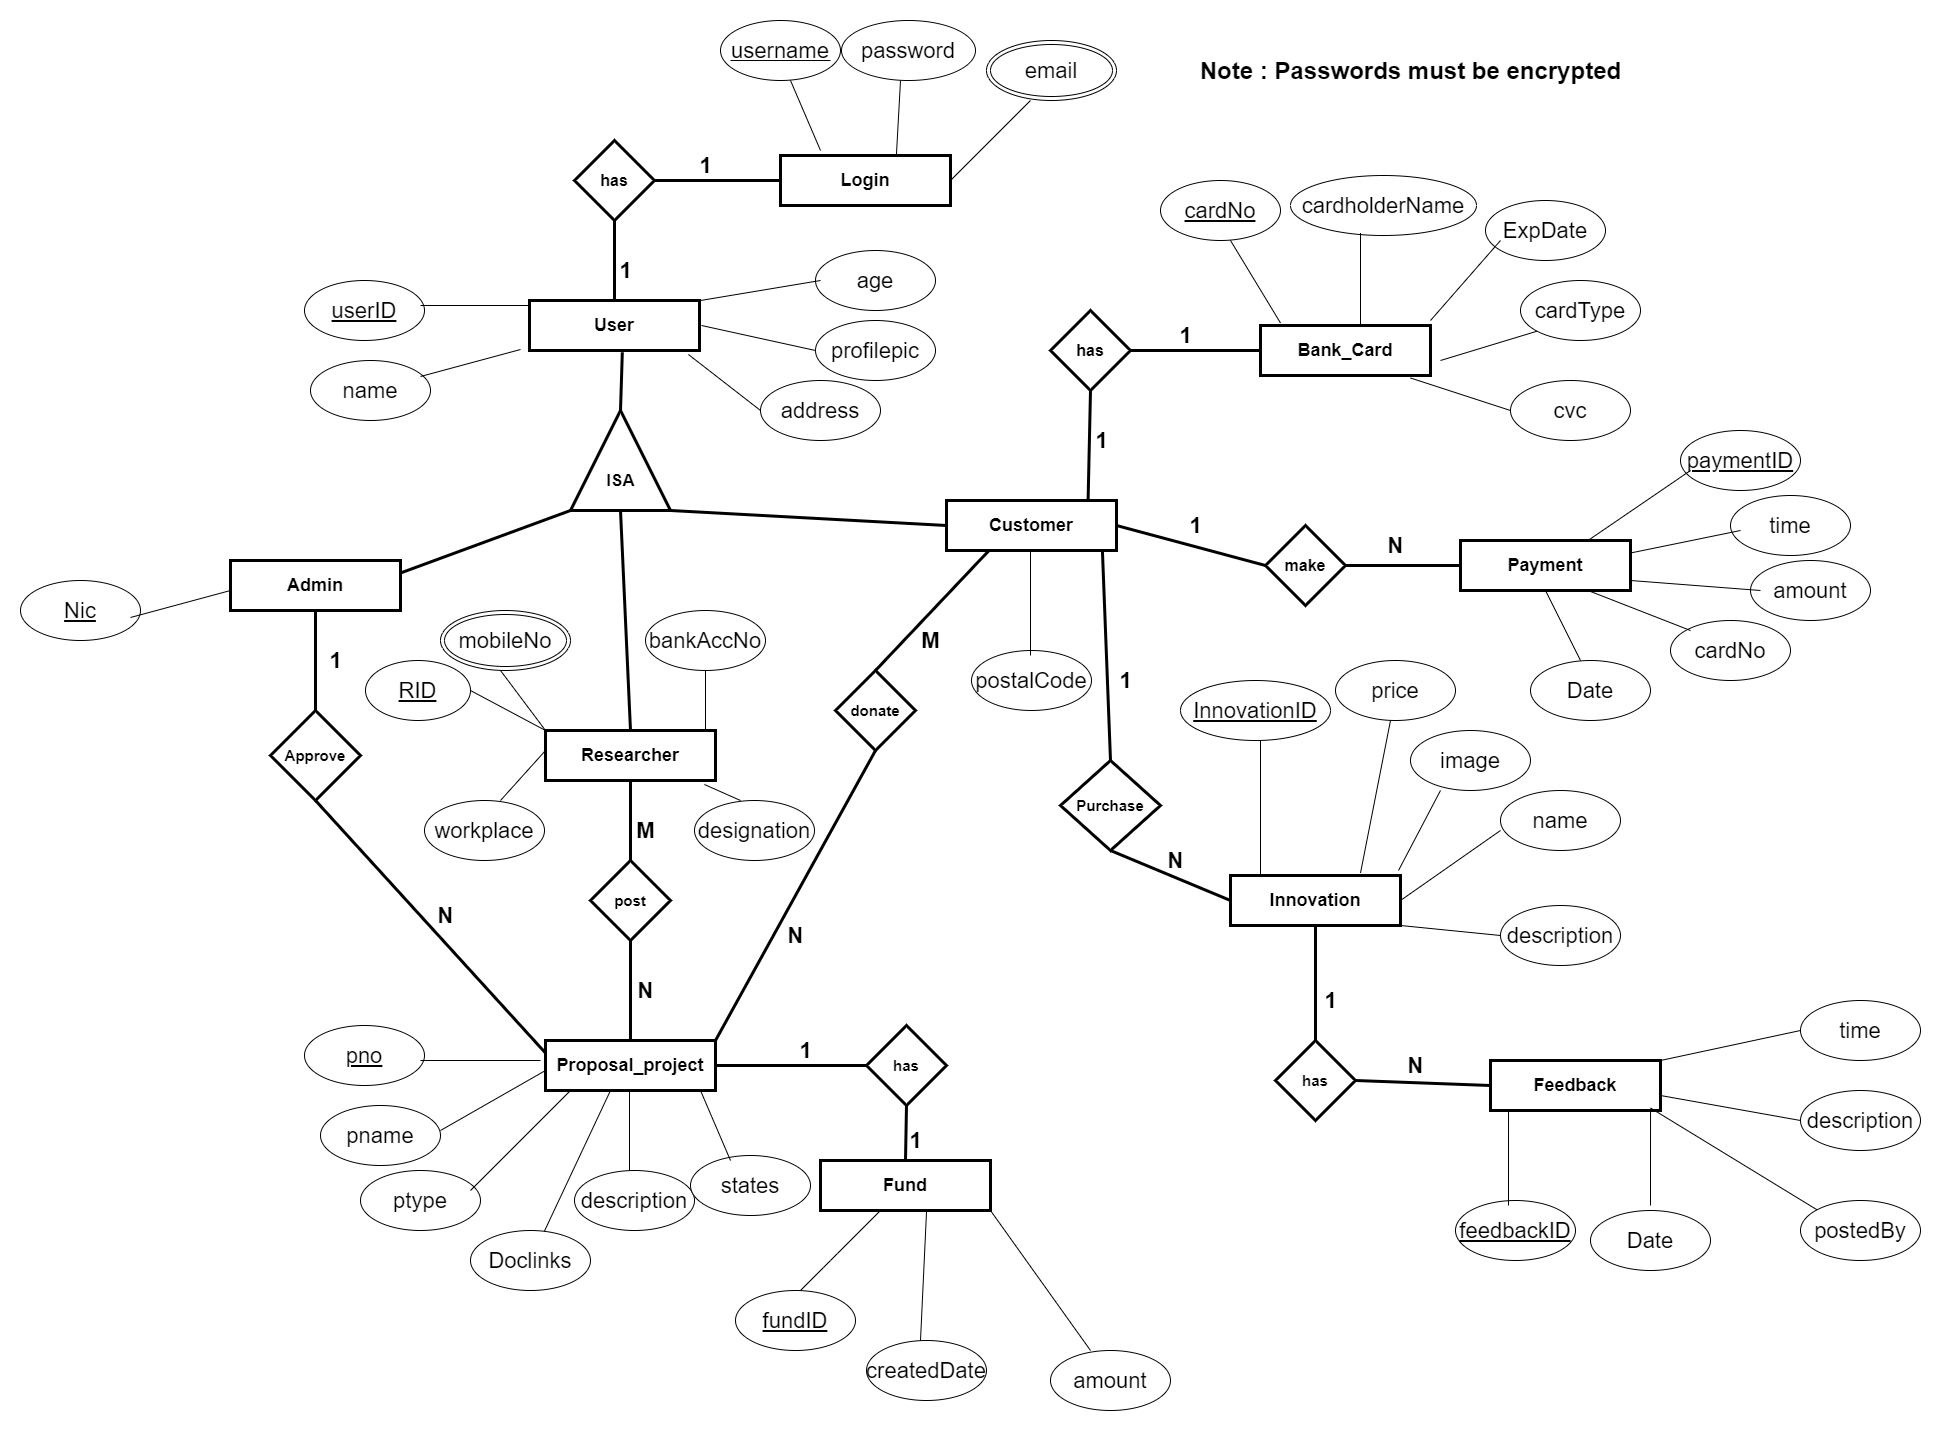 username
password
email
Note : Passwords must be encrypted
has
1
Login
1
cardNo
cardholderName
ExpDate
cardType
cvc
userID
name
User
age
profilepic
address
has
1
Bank_Card
1
ISA
Customer
1
make
N
Payment
paymentID
time
amount
cardNo
Date
Admin
Nic
1
mobileNo
bankAccNo
RID
Researcher
workplace
designation
M
donate
postalCode
1
Approve
InnovationID
price
image
name
description
Purchase
N
Innovation
M
post
N
N
N
1
has
N
Feedback
time
description
postedBy
Date
feedbackID
pno
Proposal_project
1
has
1
pname
ptype
Doclinks
description
states
Fund
fundID
createdDate
amount